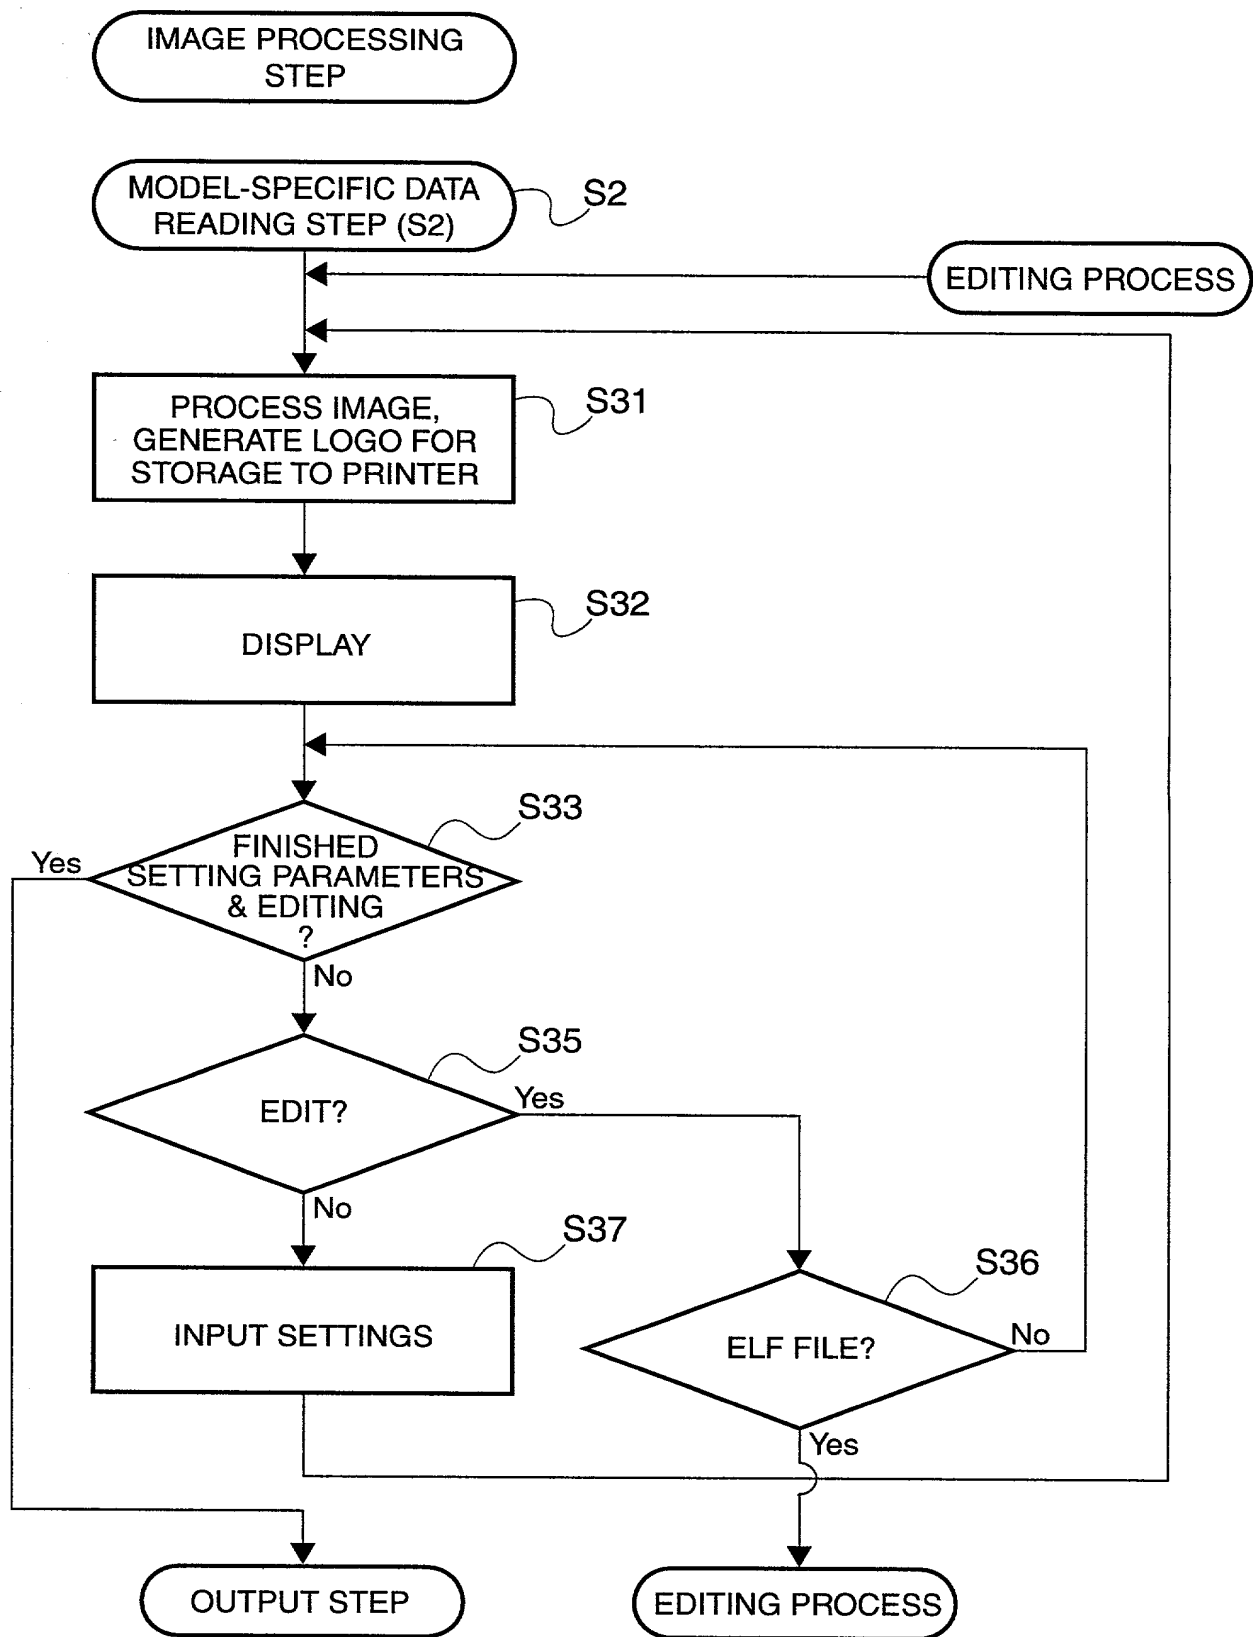 IMAGE PROCESSING
STEP
MODEL-SPECIFIC DATA
READING STEP (S2)
S2
EDITING PROCESS
PROCESS IMAGE,
GENERATE LOGO FOR
STORAGE TO PRINTER
S31
DISPLAY
S32
FINISHED
SETTING PARAMETERS
& EDITING
?
S33
Yes
No
EDIT?
S35
Yes
No
INPUT SETTINGS
S37
ELF FILE?
S36
No
Yes
OUTPUT STEP
EDITING PROCESS